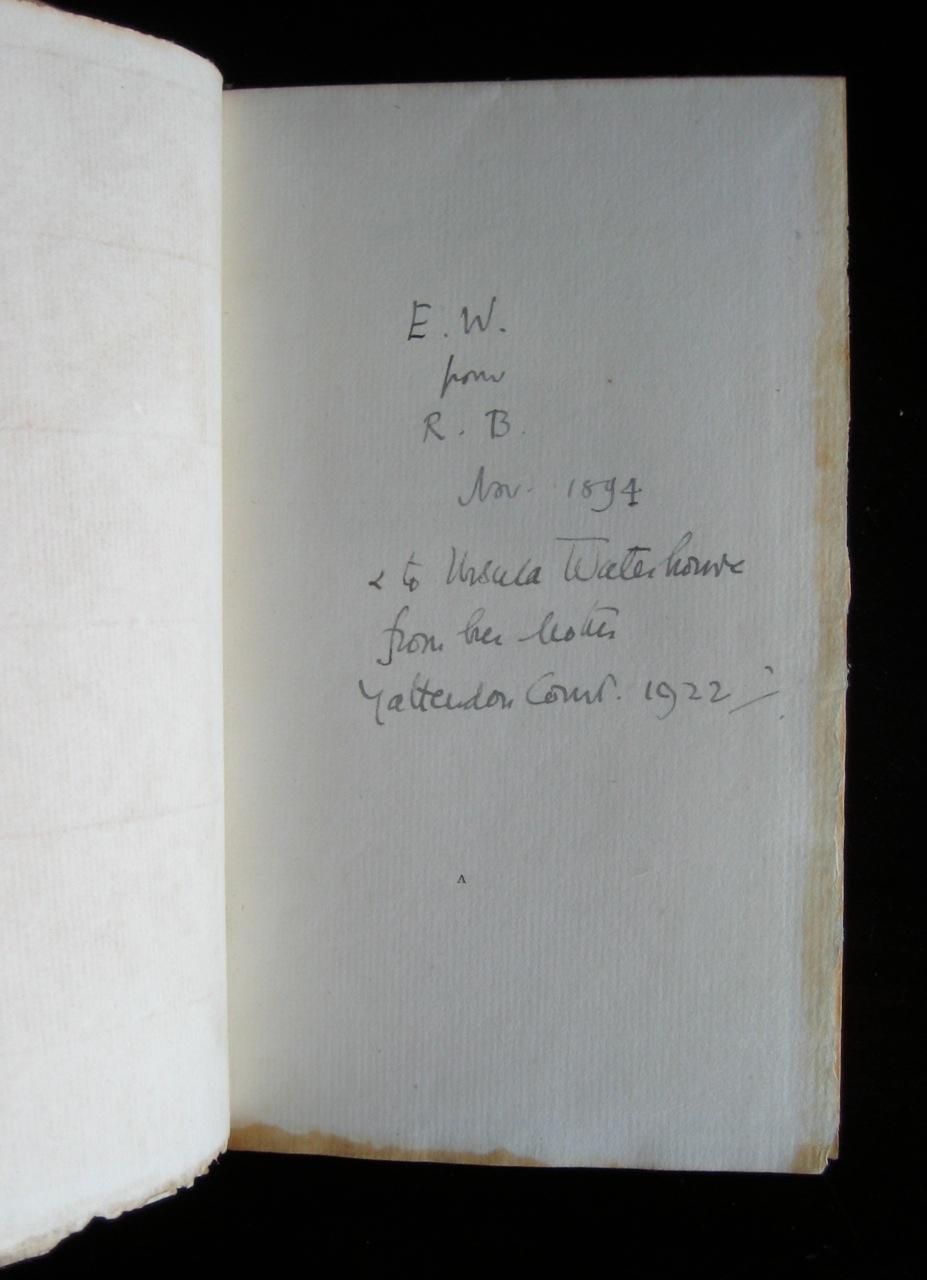 E. W.
from
R. B.
Nov. 1894
& to Ursula Waterhouse
from her Mother
Yattendon Court. 1922
A